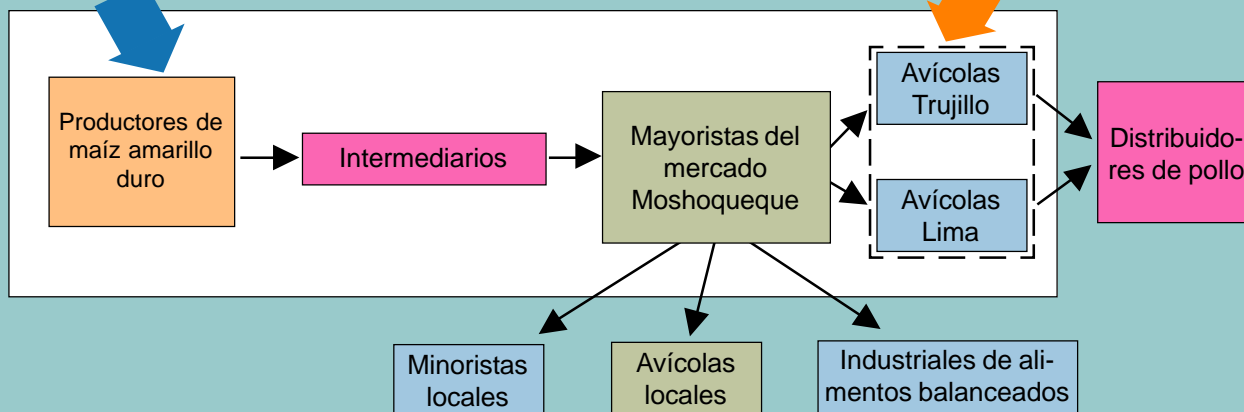 Productores de
maíz amarillo
duro
Intermediarios
Mayoristas del
mercado
Moshoqueque
Avícolas
Trujillo
Avícolas
Lima
Distribuido-
res de pollo
Minoristas
locales
Avícolas
locales
Industriales de ali-
mentos balanceados